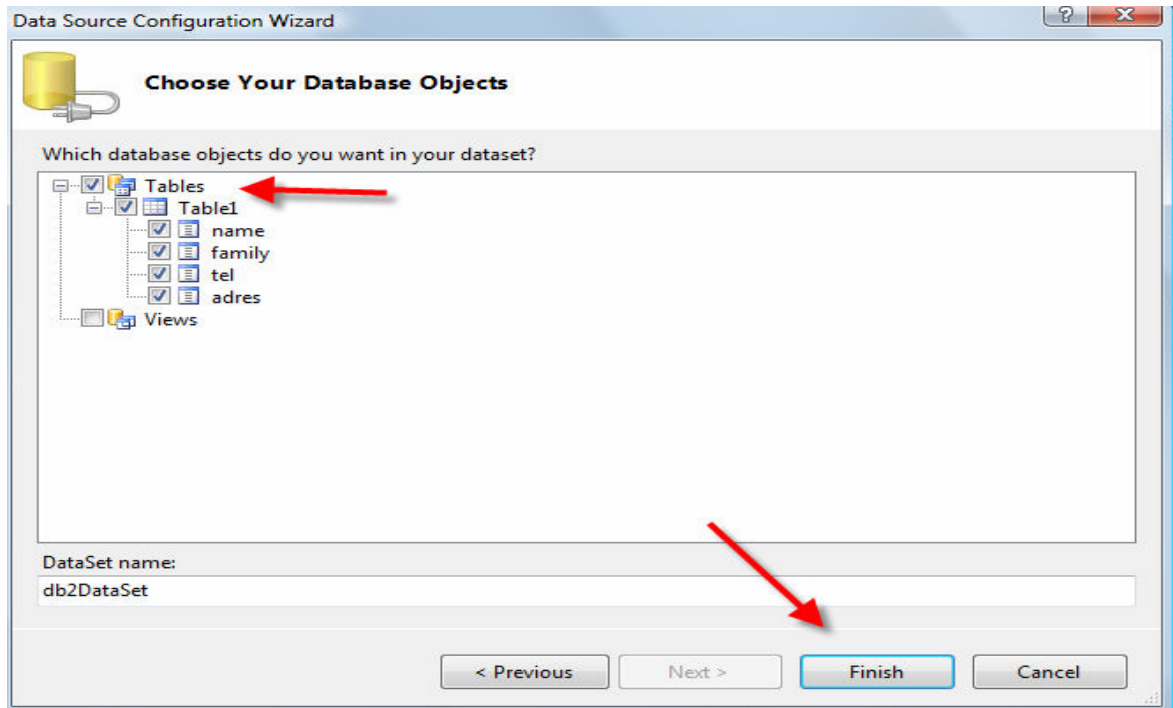 Data Source Configuration Wizard
Choose Your Database Objects
Which database objects do you want in your dataset?
Tables
Table1
name
family
tel
adres
Views
DataSet name:
db2DataSet
< Previous Next > Finish Cancel